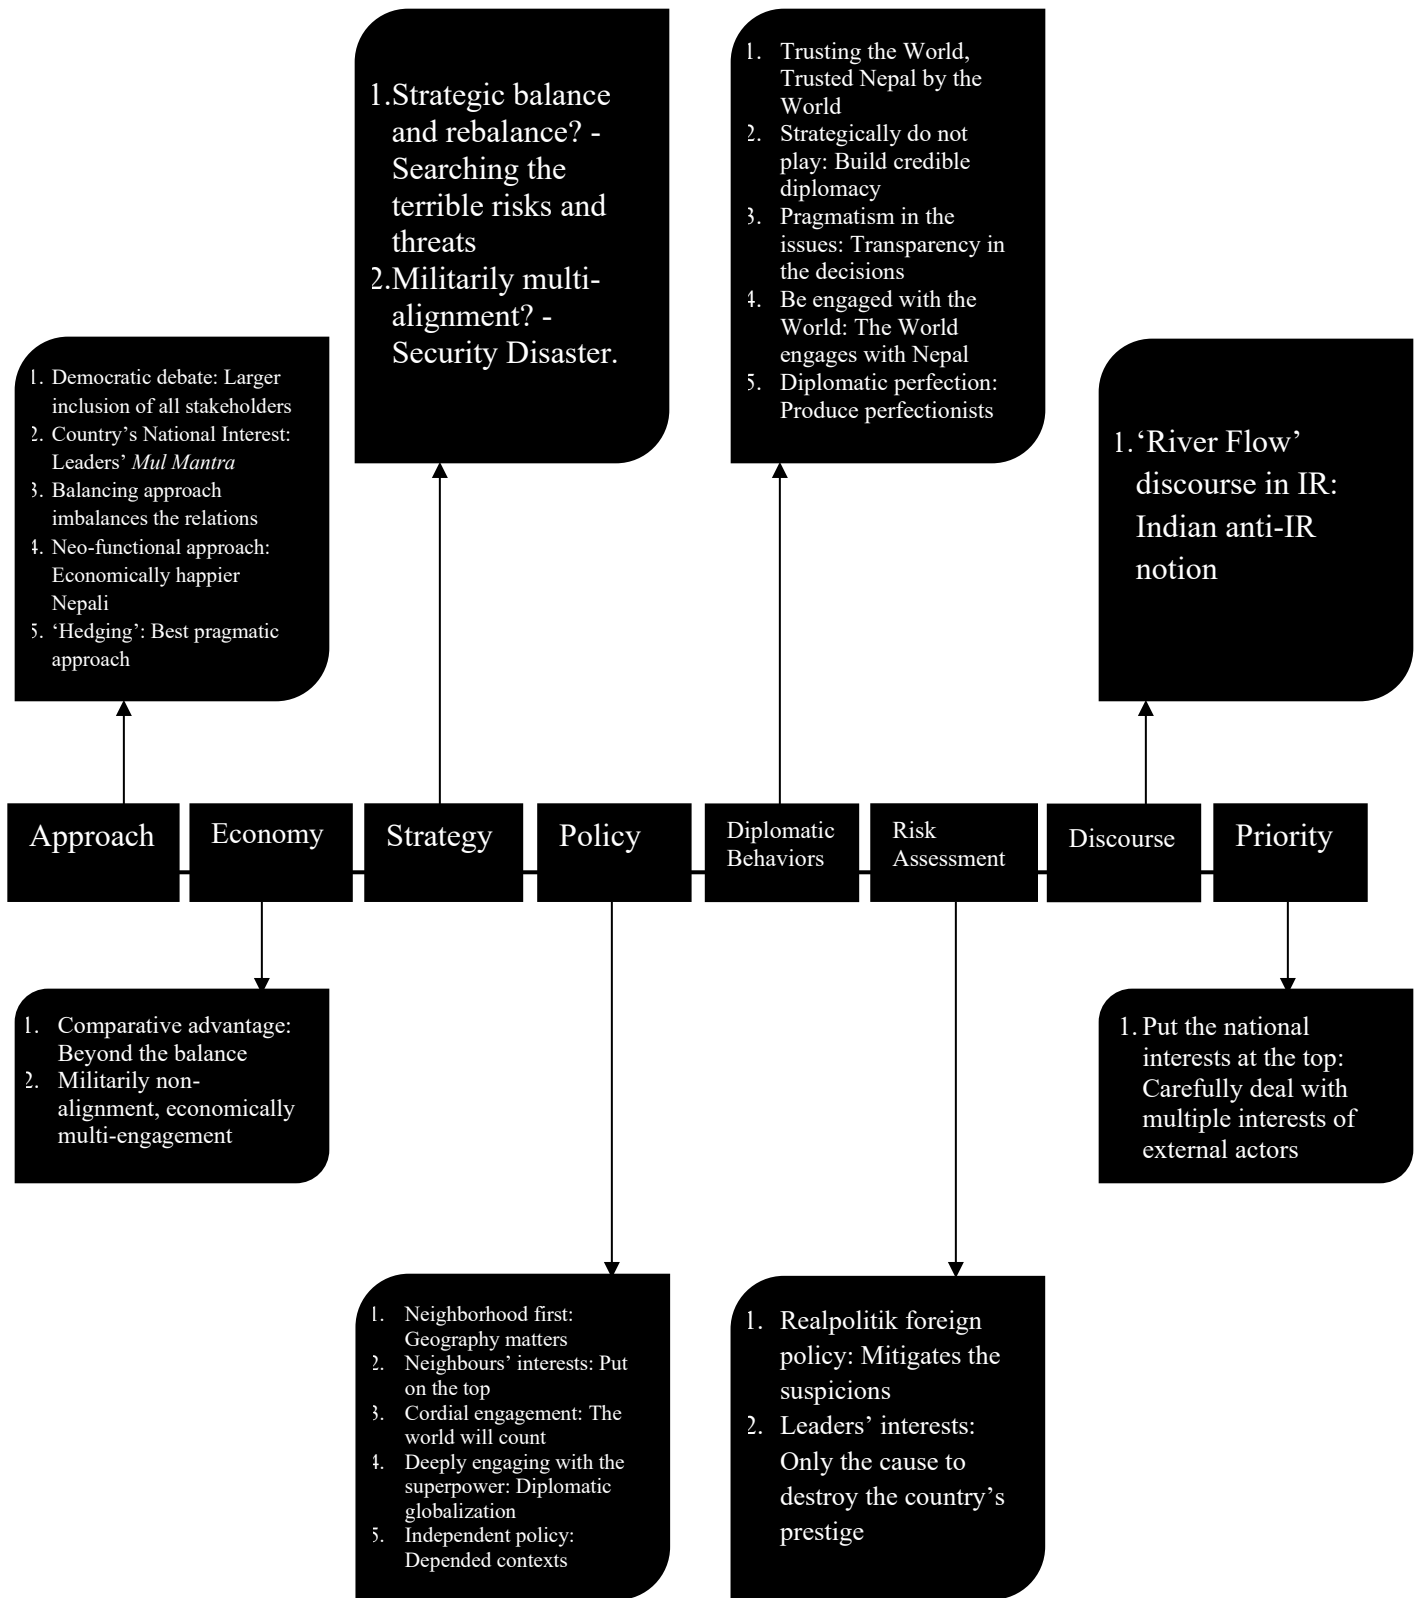 1.Strategic balance
and rebalance? -
Searching the
terrible risks and
threats
2.Militarily multi-
alignment? -
Security Disaster.
1. Trusting the World,
Trusted Nepal by the
World
2. Strategically do not
play: Build credible
diplomacy
3. Pragmatism in the
issues: Transparency in
the decisions
4. Be engaged with the
World: The World
engages with Nepal
5. Diplomatic perfection:
Produce perfectionists
1. Democratic debate: Larger
inclusion of all stakeholders
2. Country’s National Interest:
Leaders’ Mul Mantra
3. Balancing approach
imbalances the relations
4. Neo-functional approach:
Economically happier
Nepali
5. ‘Hedging’: Best pragmatic
approach
1. ‘River Flow’
discourse in IR:
Indian anti-IR
notion
Approach
Economy
Strategy
Policy
Diplomatic
Behaviors
Risk
Assessment
Discourse
Priority
1. Comparative advantage:
Beyond the balance
2. Militarily non-
alignment, economically
multi-engagement
1. Put the national
interests at the top:
Carefully deal with
multiple interests of
external actors
1. Neighborhood first:
Geography matters
2. Neighbours’ interests: Put
on the top
3. Cordial engagement: The
world will count
4. Deeply engaging with the
superpower: Diplomatic
globalization
5. Independent policy:
Depended contexts
1. Realpolitik foreign
policy: Mitigates the
suspicions
2. Leaders’ interests:
Only the cause to
destroy the country’s
prestige